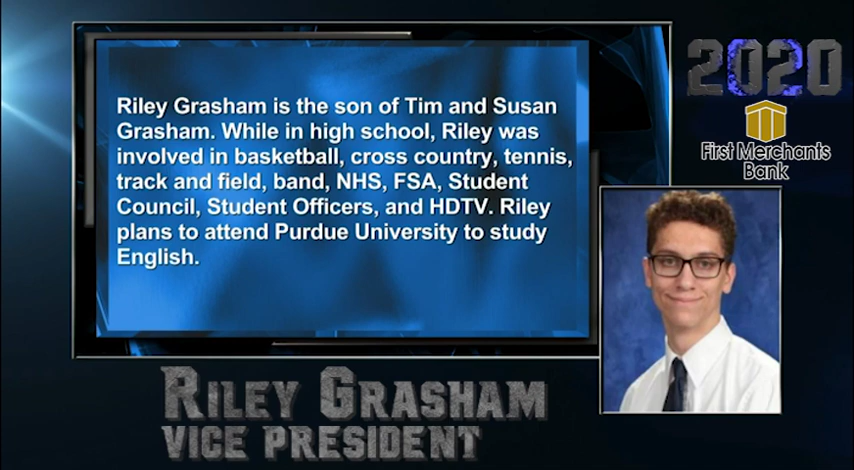 2020
First Merchants
Bank
Riley Grasham is the son of Tim and Susan
Grasham. While in high school, Riley was
involved in basketball, cross country, tennis,
track and field, band, NHS, FSA, Student
Council, Student Officers, and HDTV. Riley
plans to attend Purdue University to study
English.
RILEY GRASHAM
VICE PRESIDENT